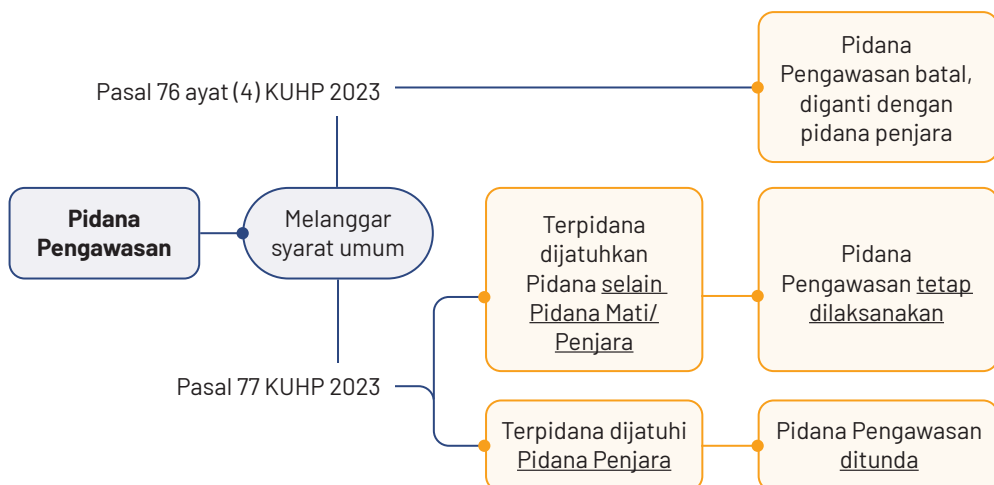 Pasal 76 ayat (4) KUHP 2023
Pidana
Pengawasan batal,
diganti dengan
pidana penjara
Pidana
Pengawasan
Melanggar
syarat umum
Terpidana
dijatuhkan
Pidana selain
Pidana Mati/
Penjara
Pidana
Pengawasan tetap
dilaksanakan
Pasal 77 KUHP 2023
Terpidana dijatuhi
Pidana Penjara
Pidana Pengawasan
ditunda